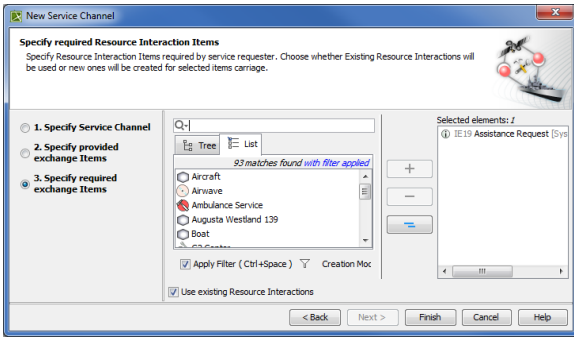 New Service Channel
Specify required Resource Interaction Items
Specify Resource Interaction Items required by service requester. Choose whether Existing Resource Interactions will
be used or new ones will be created for selected items carriage.
1. Specify Service Channel
2. Specify provided
exchange Items
3. Specify required
exchange Items
Tree
List
93 matches found with filter applied
Aircraft
Airwave
Ambulance Service
Augusta Westland 139
Boat
Apply Filter ( Ctrl+Space )
Creation Moc
Use existing Resource Interactions
Selected elements: 1
IE19 Assistance Request [Sys
< Back
Next >
Finish
Cancel
Help